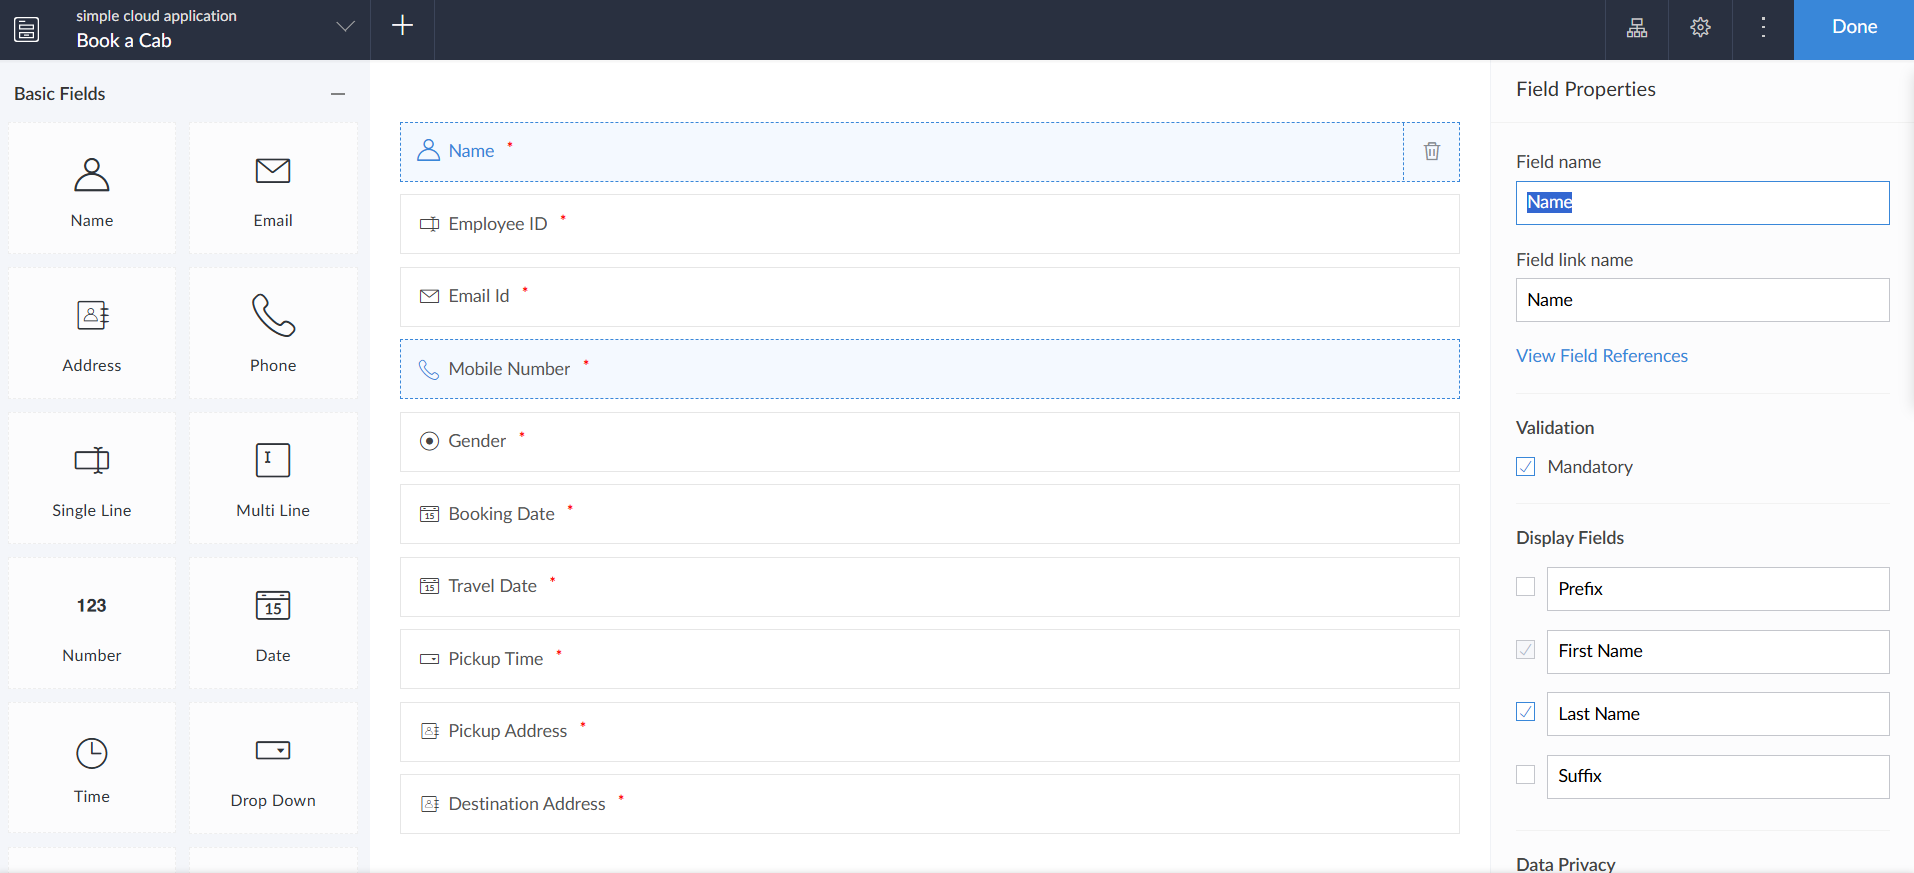 simple cloud application
Book a Cab
Done
Basic Fields
Name
Email
Address
Phone
Single Line
Multi Line
123
Number
15
Date
Time
Drop Down
Name *
Employee ID *
Email Id *
Mobile Number *
Gender *
15 Booking Date *
15 Travel Date *
Pickup Time *
Pickup Address *
Destination Address *
Field Properties
Field name
Name
Field link name
Name
View Field References
Validation
Mandatory
Display Fields
Prefix
First Name
Last Name
Suffix
Data Privacy